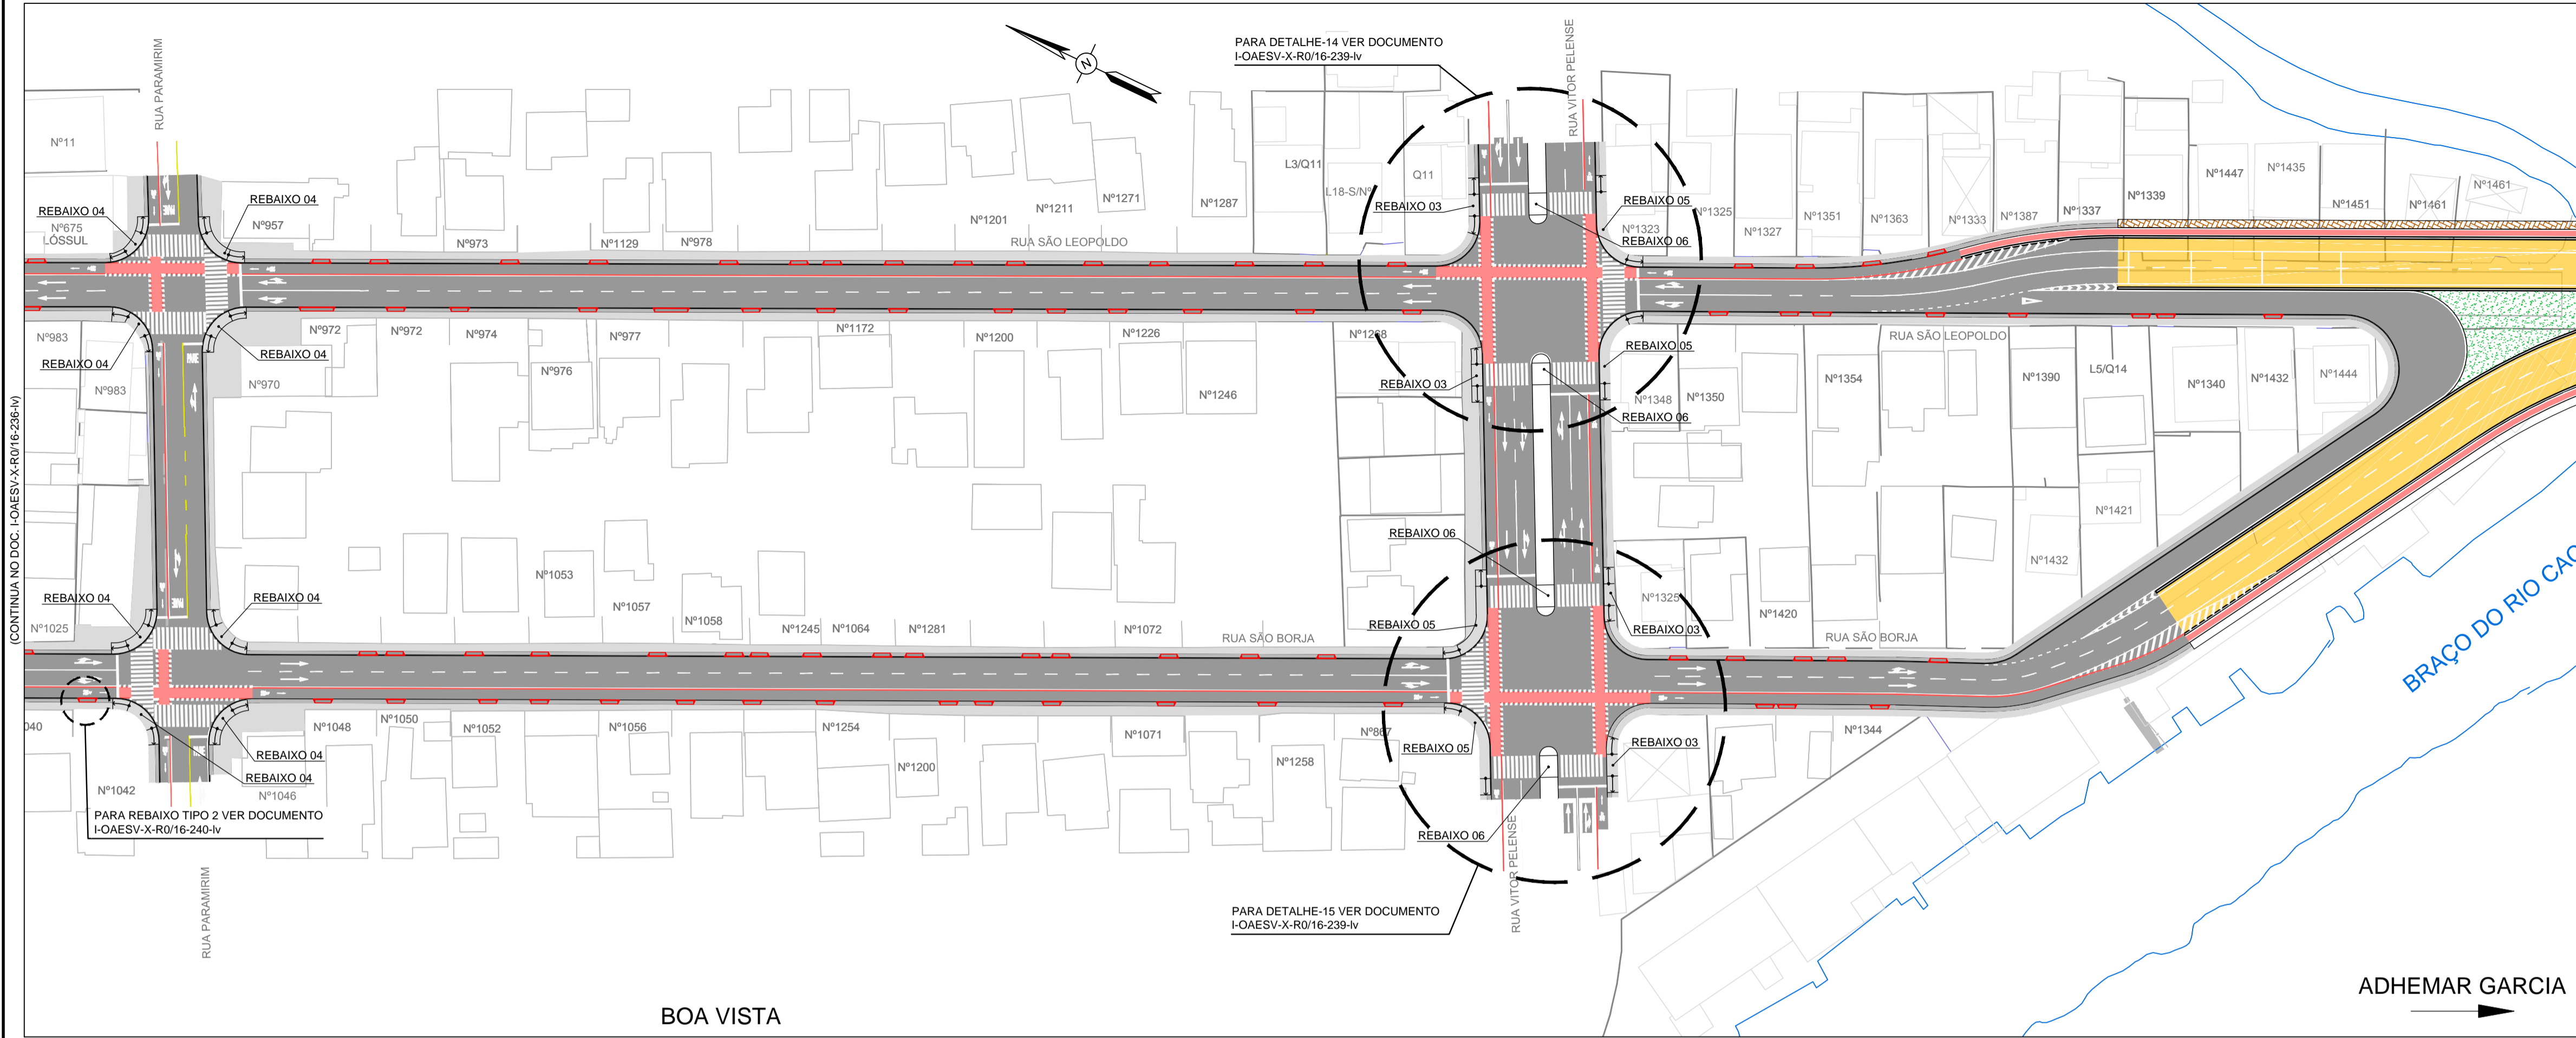 RUA PARAMIRIM
N
PARA DETALHE-14 VER DOCUMENTO
I-OAESV-X-R0/16-239-lv
RUA VITOR PELENSE
Nº11
REBAIXO 04
Nº675
LÓSSUL
REBAIXO 04
Nº957
Nº973
Nº1129
Nº978
Nº1201
Nº1211
Nº1271
Nº1287
RUA SÃO LEOPOLDO
L3/Q11
L18-S/Nº
Q11
REBAIXO 03
REBAIXO 05
Nº1323
REBAIXO 06
Nº1325
Nº1327
Nº1351
Nº1363
Nº1333
Nº1387
Nº1337
Nº1339
Nº1447
Nº1435
Nº1451
Nº1461
Nº1461
PARE
Nº983
REBAIXO 04
Nº983
PARE
REBAIXO 04
Nº970
Nº972
Nº972
Nº974
Nº976
Nº977
Nº1172
Nº1200
Nº1226
Nº1246
Nº1268
REBAIXO 03
REBAIXO 05
REBAIXO 06
Nº1348
Nº1350
Nº1354
RUA SÃO LEOPOLDO
Nº1390
L5/Q14
Nº1340
Nº1432
Nº1444
(CONTINUA NO DOC. I-OAESV-X-R0/16-236-lv)
Nº1421
Nº1432
REBAIXO 04
Nº1025
PARE
REBAIXO 04
Nº1053
Nº1057
Nº1058
Nº1245
Nº1064
Nº1281
Nº1072
RUA SÃO BORJA
REBAIXO 06
REBAIXO 05
Nº1325
REBAIXO 03
Nº1420
RUA SÃO BORJA
BRAÇO DO RIO CAC
040
Nº1042
PARE
REBAIXO 04
REBAIXO 04
Nº1046
Nº1048
Nº1050
Nº1052
Nº1056
Nº1254
Nº1200
Nº1071
Nº1258
Nº867
REBAIXO 05
REBAIXO 03
REBAIXO 06
Nº1344
PARA REBAIXO TIPO 2 VER DOCUMENTO
I-OAESV-X-R0/16-240-lv
RUA PARAMIRIM
RUA VITOR PELENSE
PARA DETALHE-15 VER DOCUMENTO
I-OAESV-X-R0/16-239-lv
BOA VISTA
ADHEMAR GARCIA